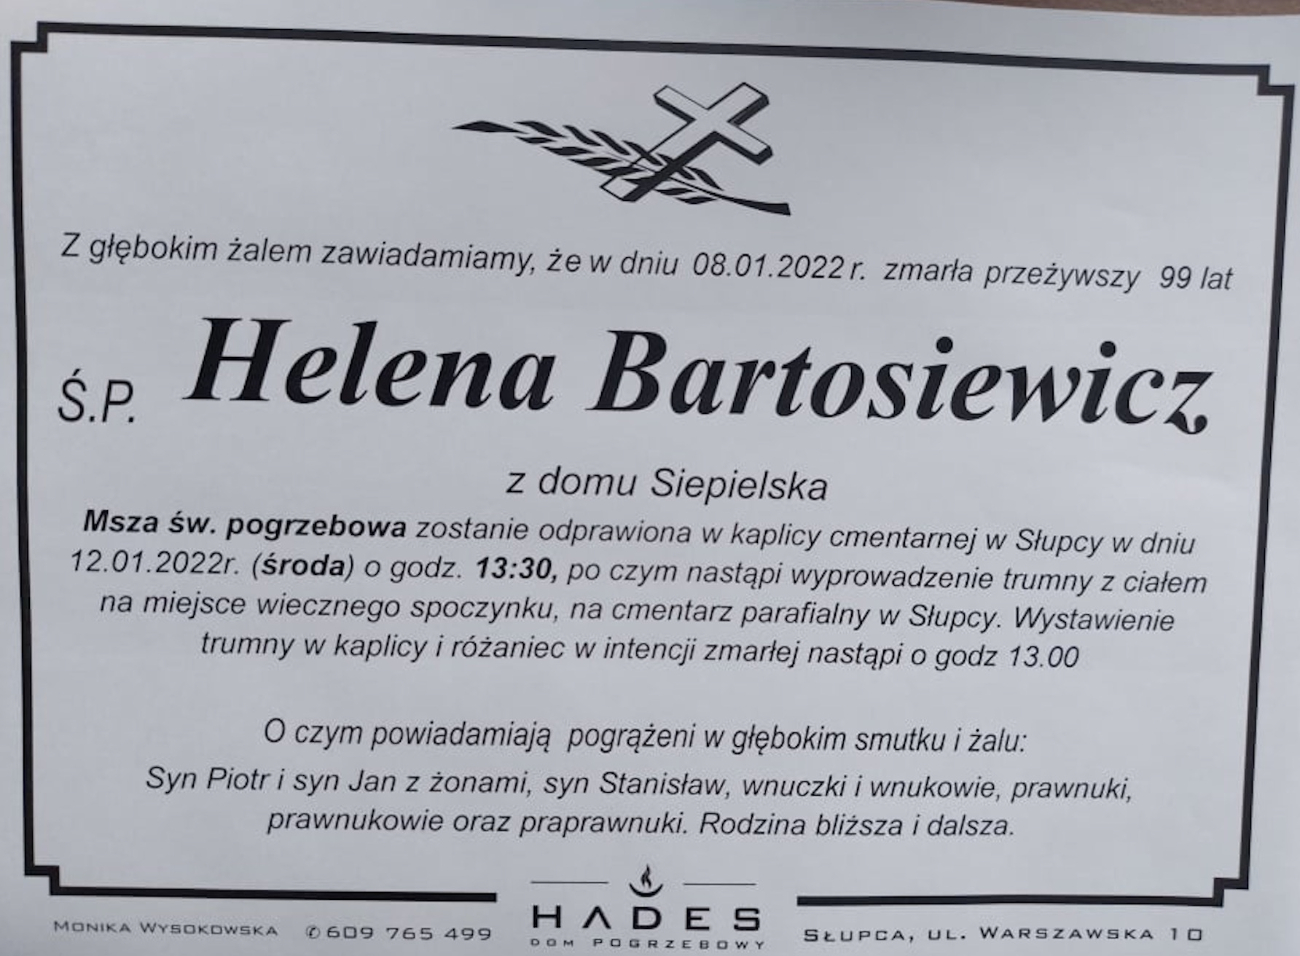 Z głębokim żalem zawiadamiamy, że w dniu 08.01.2022 r. zmarła przeżywszy 99 lat
Ś.P. Helena Bartosiewicz
z domu Siepielska
Msza św. pogrzebowa zostanie odprawiona w kaplicy cmentarnej w Słupcy w dniu
12.01.2022r. (środa) o godz. 13:30, po czym nastąpi wyprowadzenie trumny z ciałem
na miejsce wiecznego spoczynku, na cmentarz parafialny w Słupcy. Wystawienie
trumny w kaplicy i różaniec w intencji zmarłej nastąpi o godz 13.00
O czym powiadamiają pogrążeni w głębokim smutku i żalu:
Syn Piotr i syn Jan z żonami, syn Stanisław, wnuczki i wnukowie, prawnuki,
prawnukowie oraz praprawnuki. Rodzina bliższa i dalsza.
MONIKA WYSOKOWSKA ✆ 609 765 499
HADES
DOM POGRZEBOWY
SŁUPCA, UL. WARSZAWSKA 10